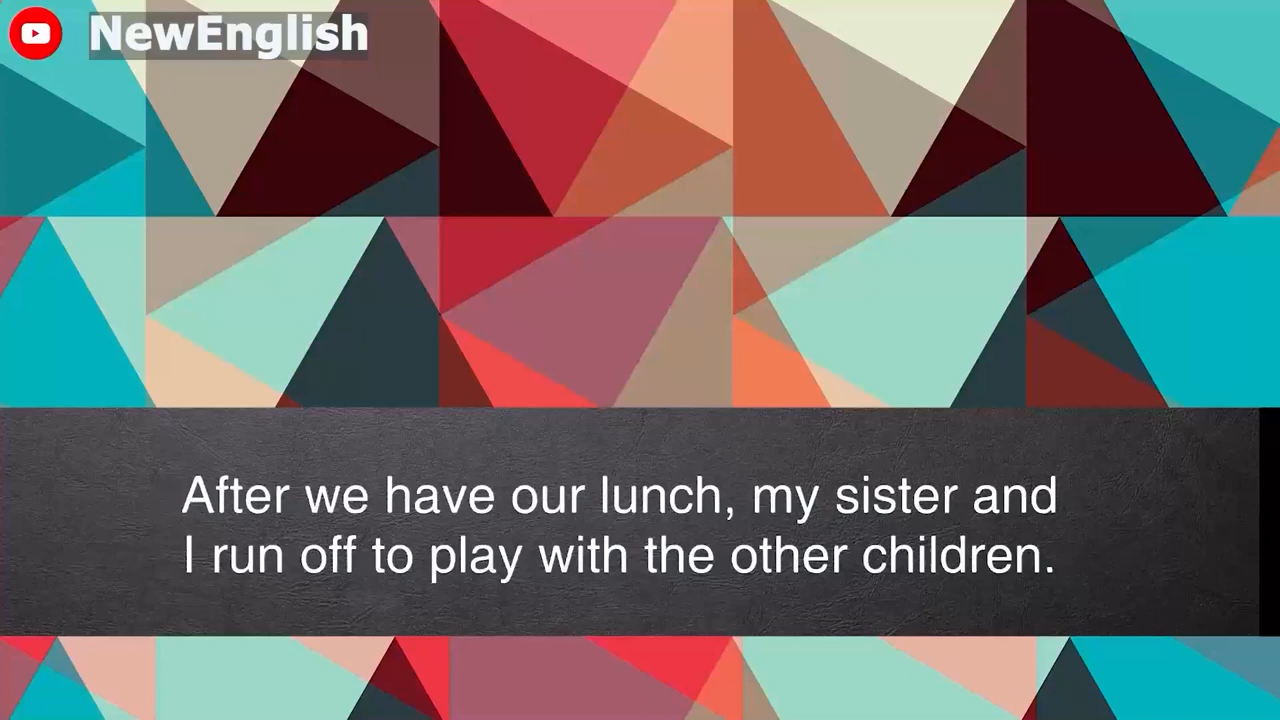 NewEnglish
After we have our lunch, my sister and
I run off to play with the other children.